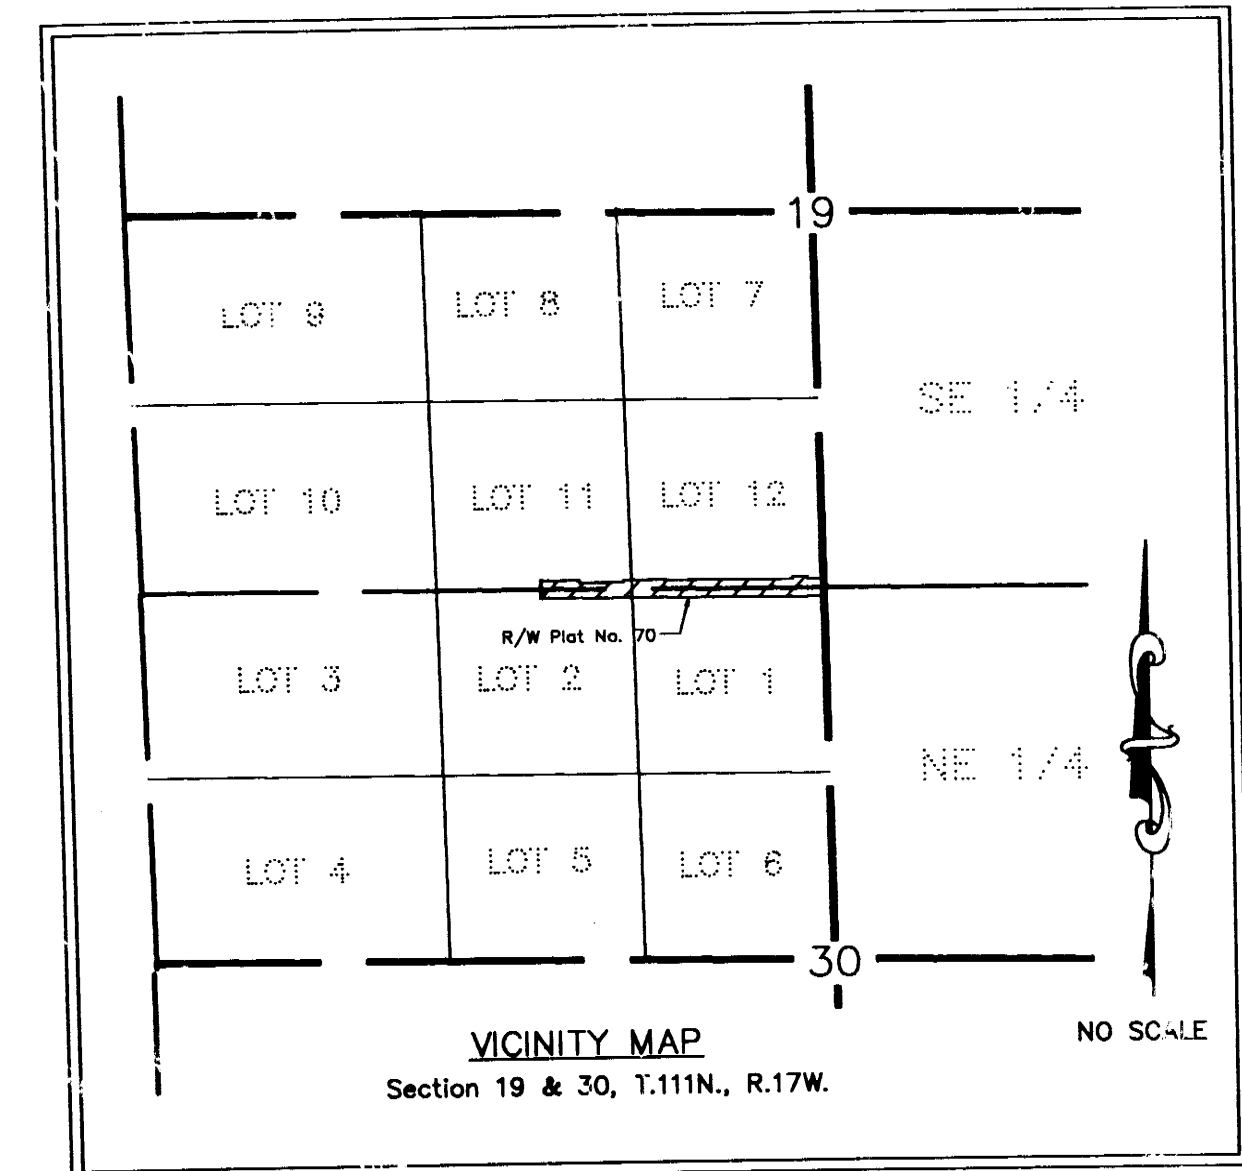 19
LOT 9 LOT 8 LOT 7
SE 1/4
LOT 10 LOT 11 LOT 12
R/W Plat No. 70
LOT 3 LOT 2 LOT 1
NE 1/4
LOT 4 LOT 5 LOT 6
30
NO SCALE
VICINITY MAP
Section 19 & 30, T.111N., R.17W.